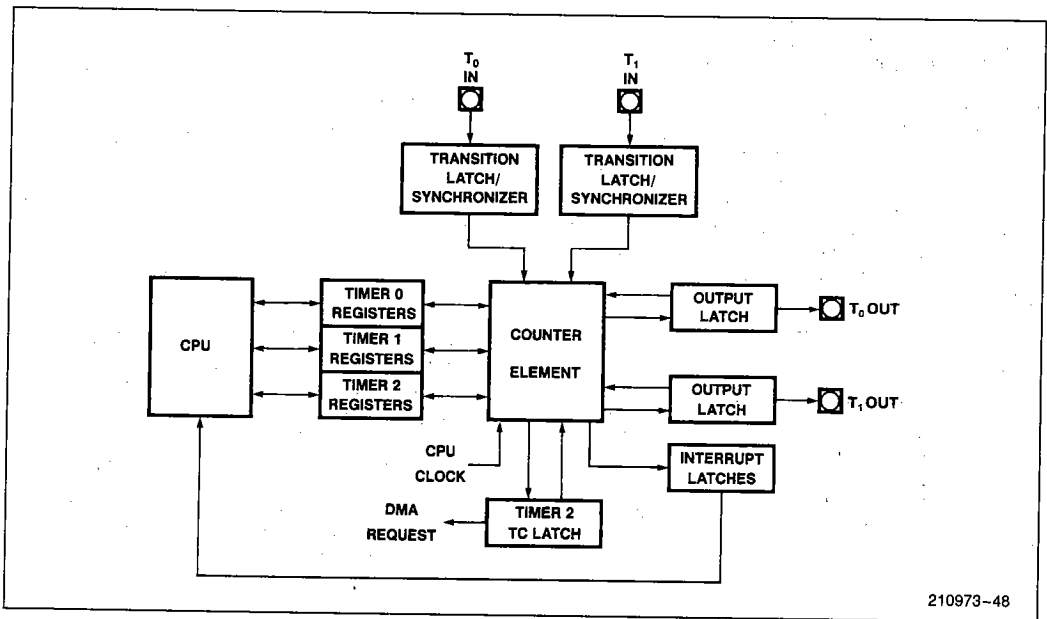 T₀
IN
T₁
IN
TRANSITION
LATCH/
SYNCHRONIZER
TRANSITION
LATCH/
SYNCHRONIZER
CPU
TIMER 0
REGISTERS
TIMER 1
REGISTERS
TIMER 2
REGISTERS
COUNTER
ELEMENT
OUTPUT
LATCH
T₀ OUT
OUTPUT
LATCH
T₁ OUT
CPU
CLOCK
INTERRUPT
LATCHES
DMA
REQUEST
TIMER 2
TC LATCH
210973–48